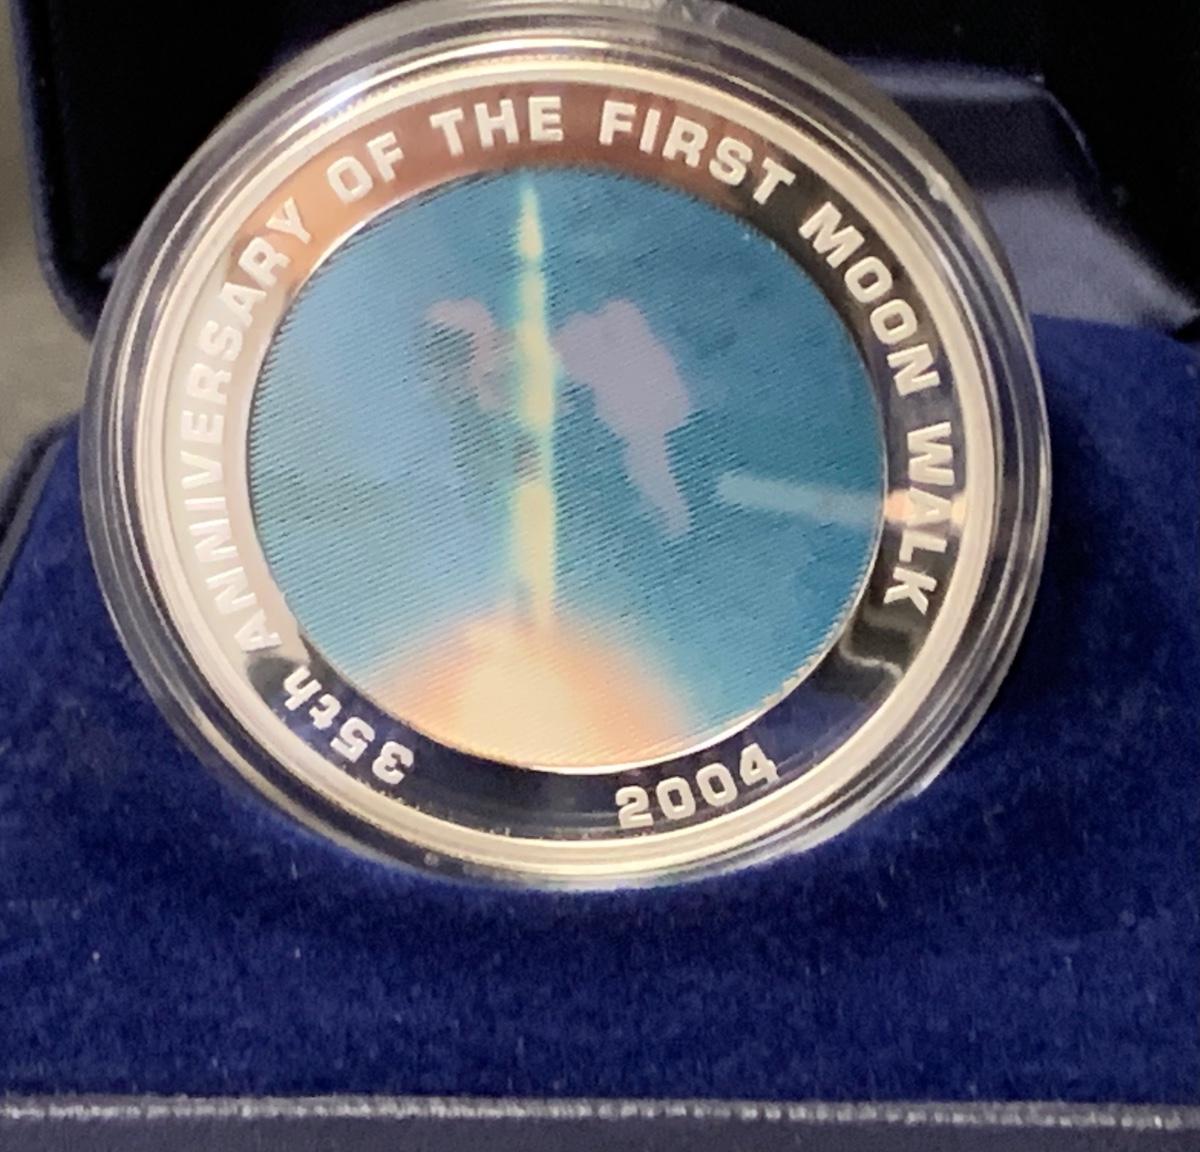 35th ANNIVERSARY OF THE FIRST MOON WALK
2004